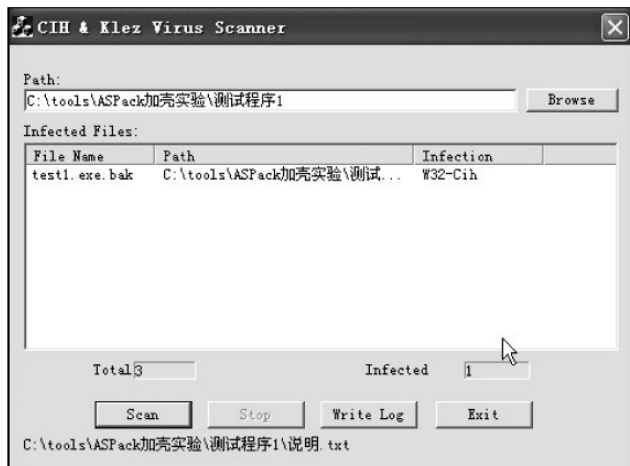 CIH & Klez Virus Scanner
Path:
C:\tools\ASPack加壳实验\测试程序1
Browse
Infected Files:
File Name Path Infection
test1.exe.bak C:\tools\ASPack加壳实验\测试... W32-Cih
Total 3 Infected 1
Scan Stop Write Log Exit
C:\tools\ASPack加壳实验\测试程序1\说明.txt